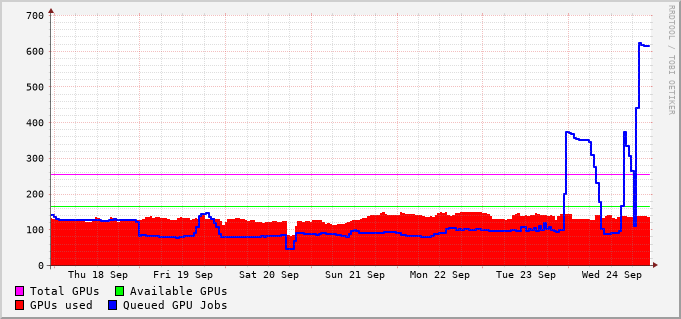 700
600
500
400
300
200
100
0
Thu 18 Sep Fri 19 Sep Sat 20 Sep Sun 21 Sep Mon 22 Sep Tue 23 Sep Wed 24 Sep
Total GPUs Available GPUs
GPUs used Queued GPU Jobs
RRDTOOL / TOBI OETIKER